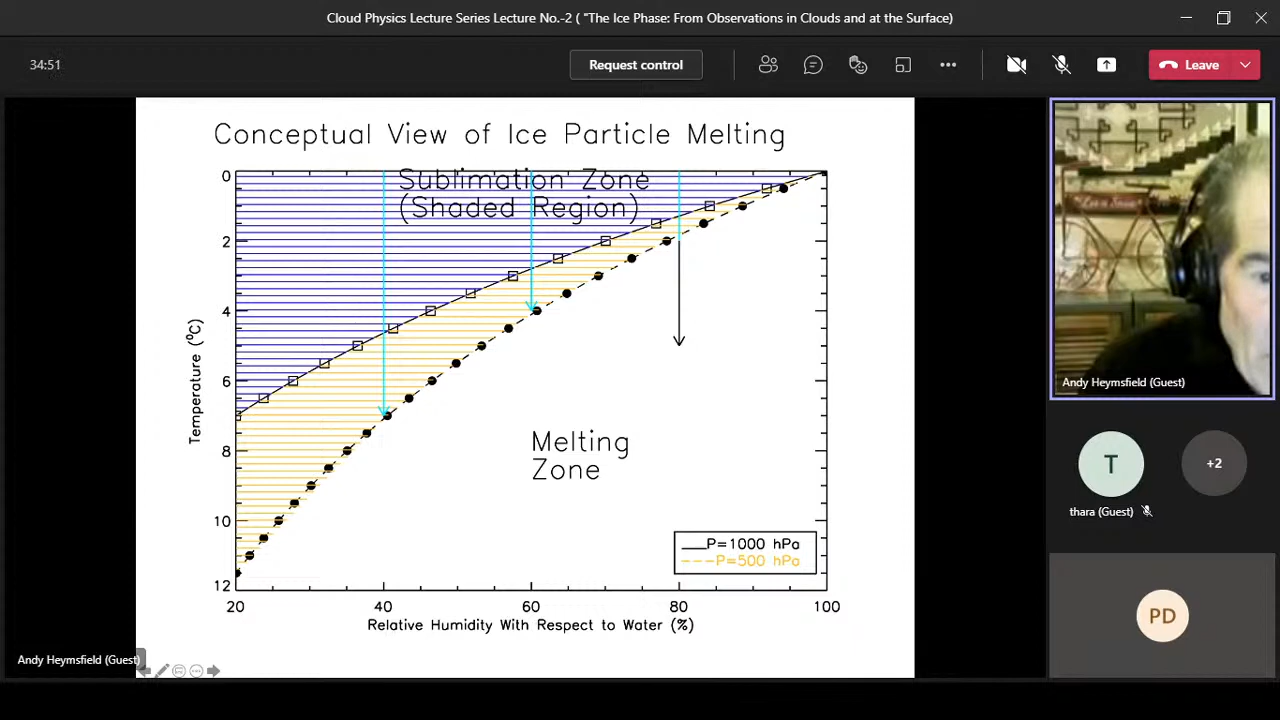 Cloud Physics Lecture Series Lecture No.-2 ( "The Ice Phase: From Observations in Clouds and at the Surface)
34:51
Request control
Leave
Conceptual View of Ice Particle Melting
Sublimation Zone
(Shaded Region)
0
2
4
6
8
10
12
Temperature (⁰C)
Melting
Zone
P=1000 hPa
P=500 hPa
20 40 60 80 100
Relative Humidity With Respect to Water (%)
Andy Heymsfield (Guest)
Andy Heymsfield (Guest)
T
+2
thara (Guest)
PD